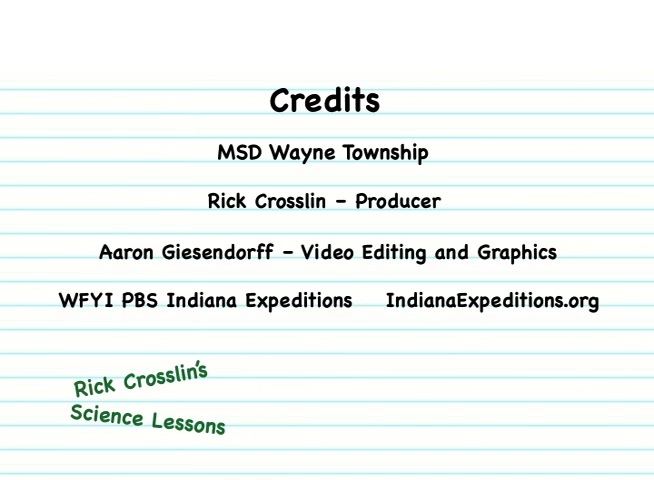 Credits
MSD Wayne Township
Rick Crosslin – Producer
Aaron Giesendorff – Video Editing and Graphics
WFYI PBS Indiana Expeditions IndianaExpeditions.org
Rick Crosslin's
Science Lessons